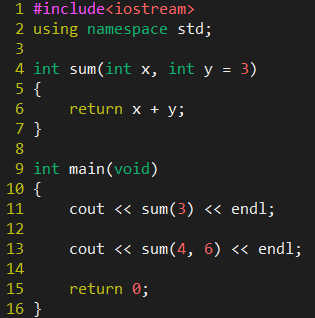 1 #include<iostream>
2 using namespace std;
3
4 int sum(int x, int y = 3)
5 {
6     return x + y;
7 }
8
9 int main(void)
10 {
11     cout << sum(3) << endl;
12
13     cout << sum(4, 6) << endl;
14
15     return 0;
16 }